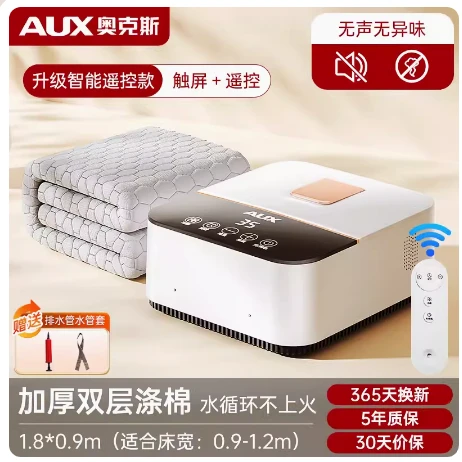 AUX奥克斯
无声无异味
升级智能遥控款 触屏+遥控
AUX
35
赠送 排水管水管套
加厚双层涤棉 水循环不上火
1.8*0.9m（适合床宽：0.9-1.2m）
365天换新
5年质保
30天价保